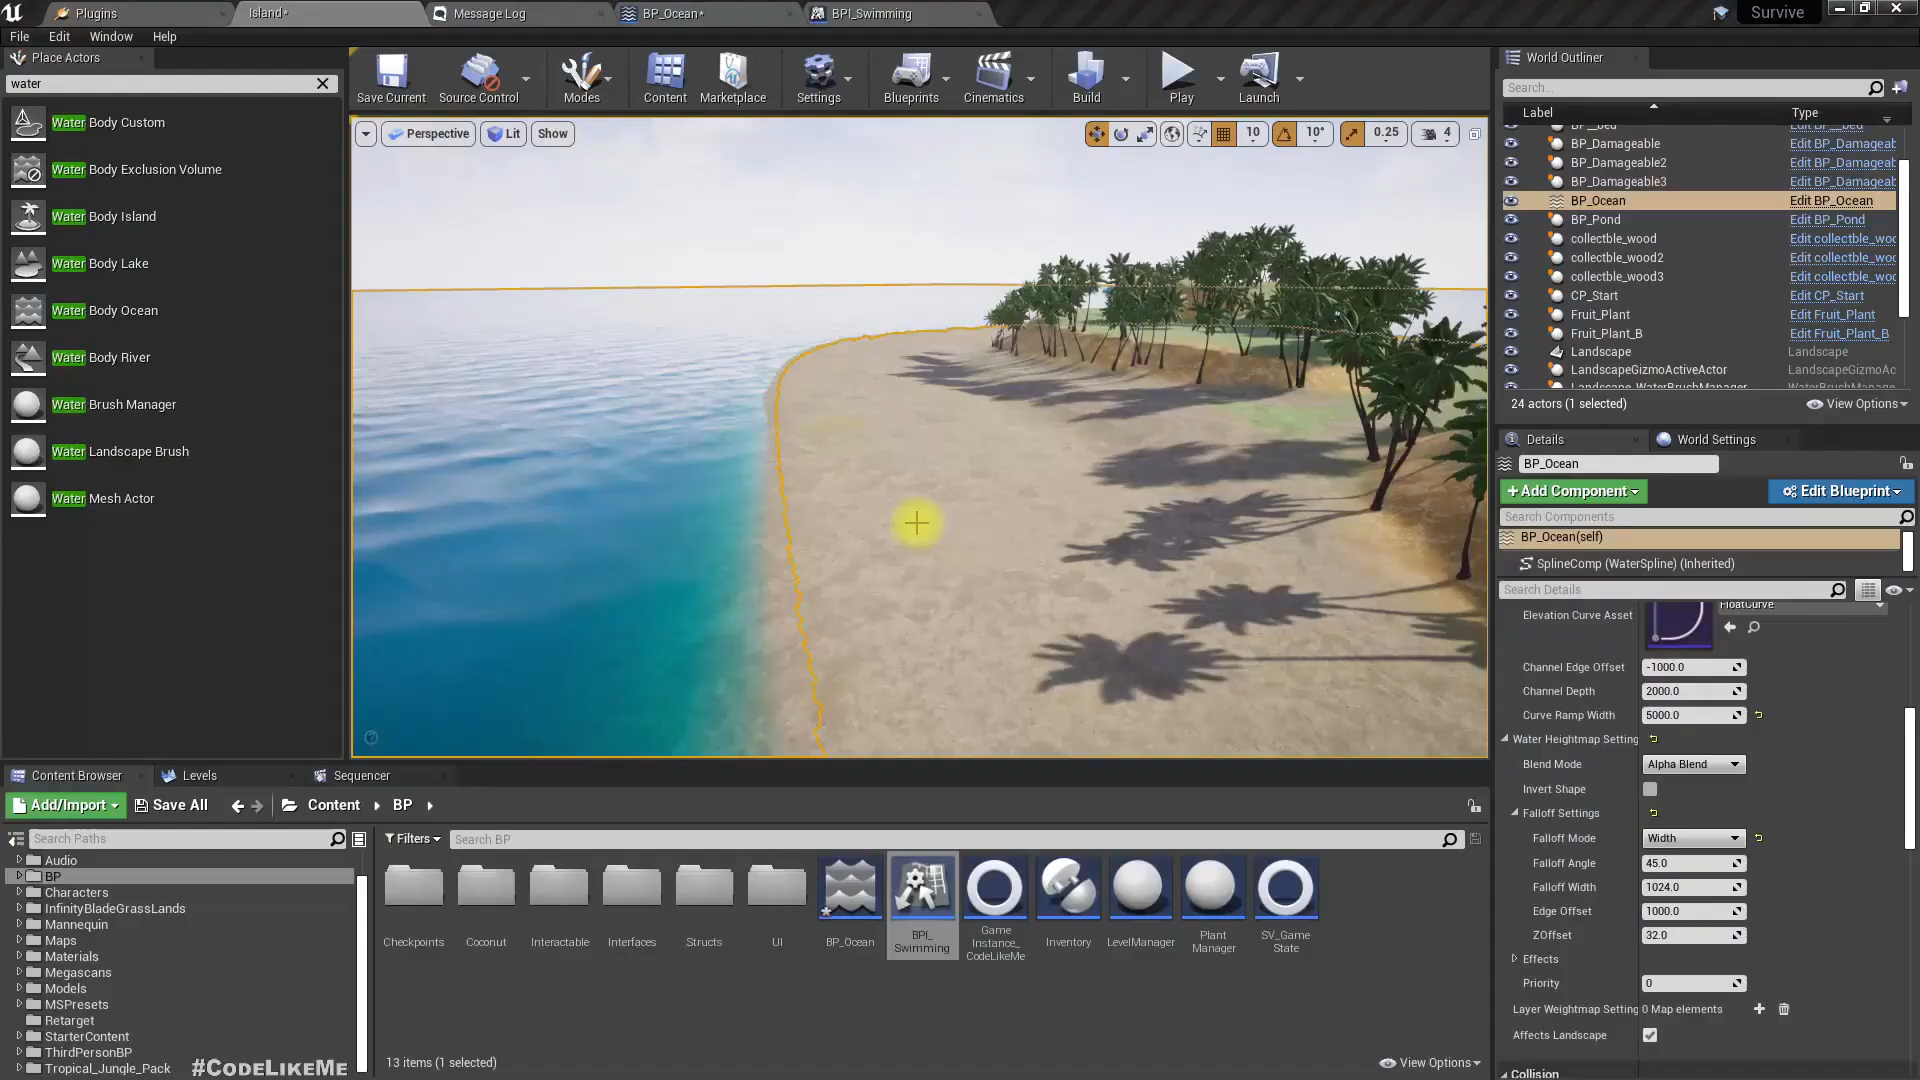 Plugins
Island*
Message Log
BP_Ocean*
BPI_Swimming
Survive
File Edit Window Help
Place Actors
water
Water Body Custom
Water Body Exclusion Volume
Water Body Island
Water Body Lake
Water Body Ocean
Water Body River
Water Brush Manager
Water Landscape Brush
Water Mesh Actor
Save Current
Source Control
Modes
Content
Marketplace
Settings
Blueprints
Cinematics
Build
Play
Launch
Perspective
Lit
Show
10
10°
0.25
4
World Outliner
Search...
Label Type
BP_Damageable Edit BP_Damageab
BP_Damageable2 Edit BP_Damageab
BP_Damageable3 Edit BP_Damageab
BP_Ocean Edit BP_Ocean
BP_Pond Edit BP_Pond
collectble_wood Edit collectble_woo
collectble_wood2 Edit collectble_woo
collectble_wood3 Edit collectble_woo
CP_Start Edit CP_Start
Fruit_Plant Edit Fruit_Plant
Fruit_Plant_B Edit Fruit_Plant_B
Landscape Landscape
LandscapeGizmoActiveActor LandscapeGizmoAc
24 actors (1 selected)
View Options
Details
World Settings
BP_Ocean
+Add Component
Edit Blueprint
Search Components
BP_Ocean(self)
SplineComp (WaterSpline) (Inherited)
Search Details
Elevation Curve Asset
FloatCurve
Channel Edge Offset -1000.0
Channel Depth 2000.0
Curve Ramp Width 5000.0
Water Heightmap Setting
Blend Mode Alpha Blend
Invert Shape
Falloff Settings
Falloff Mode Width
Falloff Angle 45.0
Falloff Width 1024.0
Edge Offset 1000.0
ZOffset 32.0
Effects
Priority 0
Layer Weightmap Setting 0 Map elements
Affects Landscape
Collision
Content Browser
Levels
Sequencer
Add/Import
Save All
Content
BP
Search Paths
Filters
Search BP
Audio
BP
Characters
InfinityBladeGrassLands
Mannequin
Maps
Materials
Megascans
Models
MSPresets
Retarget
StarterContent
ThirdPersonBP
Tropical_Jungle_Pack
Checkpoints
Coconut
Interactable
Interfaces
Structs
UI
BP_Ocean
BPI_
Swimming
Game
Instance_
CodeLikeMe
Inventory
LevelManager
Plant
Manager
SV_Game
State
13 items (1 selected)
View Options
#CodeLikeMe